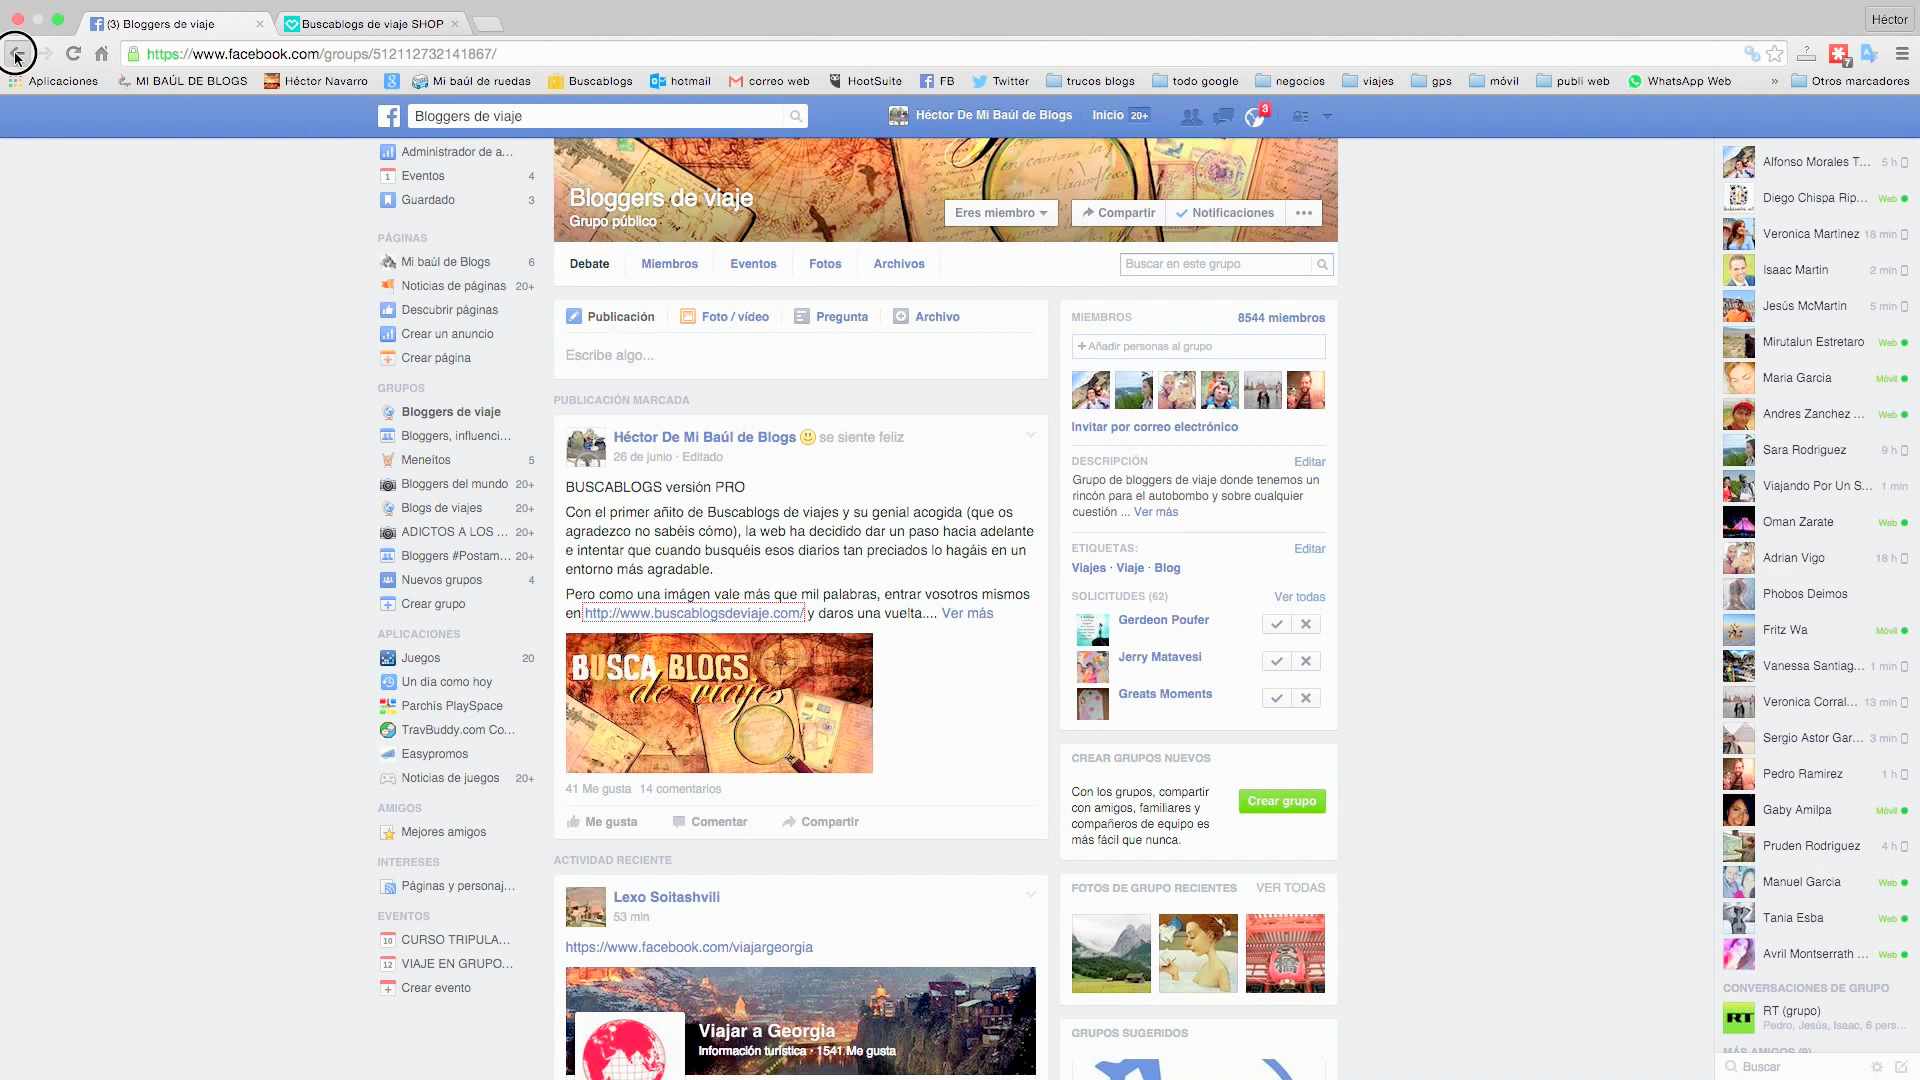 (3) Bloggers de viaje
Buscablogs de viaje SHOP
Héctor
https://www.facebook.com/groups/512112732141867/
7
Aplicaciones
MI BAÚL DE BLOGS
Héctor Navarro
Mi baúl de ruedas
Buscablogs
hotmail
correo web
HootSuite
FB
Twitter
trucos blogs
todo google
negocios
viajes
gps
móvil
publi web
WhatsApp Web
»
Otros marcadores
Bloggers de viaje
Héctor De Mi Baúl de Blogs
Inicio 20+
3
Administrador de a...
Eventos 4
Guardado 3
PÁGINAS
Mi baúl de Blogs 6
Noticias de páginas 20+
Descubrir páginas
Crear un anuncio
Crear página
GRUPOS
Bloggers de viaje
Bloggers, influenci...
Meneítos 5
Bloggers del mundo 20+
Blogs de viajes 20+
ADICTOS A LOS ... 20+
Bloggers #Postam... 20+
Nuevos grupos 4
Crear grupo
APLICACIONES
Juegos 20
Un día como hoy
Parchís PlaySpace
TravBuddy.com Co...
Easypromos
Noticias de juegos 20+
AMIGOS
Mejores amigos
INTERESES
Páginas y personaj...
EVENTOS
10 CURSO TRIPULA...
12 VIAJE EN GRUPO...
Crear evento
Bloggers de viaje
Grupo público
Eres miembro
Compartir
Notificaciones
Debate
Miembros
Eventos
Fotos
Archivos
Buscar en este grupo
Publicación
Foto / vídeo
Pregunta
Archivo
Escribe algo...
PUBLICACIÓN MARCADA
Héctor De Mi Baúl de Blogs se siente feliz
26 de junio · Editado
BUSCABLOGS versión PRO
Con el primer añito de Buscablogs de viajes y su genial acogida (que os
agradezco no sabéis cómo), la web ha decidido dar un paso hacia adelante
e intentar que cuando busquéis esos diarios tan preciados lo hagáis en un
entorno más agradable.
Pero como una imágen vale más que mil palabras, entrar vosotros mismos
en http://www.buscablogsdeviaje.com/ y daros una vuelta.... Ver más
BUSCA BLOGS
de viajes
41 Me gusta 14 comentarios
Me gusta
Comentar
Compartir
ACTIVIDAD RECIENTE
Lexo Soitashvili
53 min
https://www.facebook.com/viajargeorgia
Viajar a Georgia
Información turística · 1541 Me gusta
MIEMBROS 8544 miembros
+ Añadir personas al grupo
Invitar por correo electrónico
DESCRIPCIÓN Editar
Grupo de bloggers de viaje donde tenemos un
rincón para el autobombo y sobre cualquier
cuestión ... Ver más
ETIQUETAS: Editar
Viajes · Viaje · Blog
SOLICITUDES (62) Ver todas
Gerdeon Poufer
Jerry Matavesi
Greats Moments
CREAR GRUPOS NUEVOS
Con los grupos, compartir
con amigos, familiares y
compañeros de equipo es
más fácil que nunca.
Crear grupo
FOTOS DE GRUPO RECIENTES VER TODAS
GRUPOS SUGERIDOS
Alfonso Morales T... 5 h
Diego Chispa Rip... Web
Veronica Martinez 18 min
Isaac Martin 2 min
Jesús McMartin 5 min
Mirutalun Estretaro Web
Maria Garcia Móvil
Andres Zanchez ... Web
Sara Rodriguez 9 h
Viajando Por Un S... 1 min
Oman Zarate Web
Adrian Vigo 18 h
Phobos Deimos
Fritz Wa Móvil
Vanessa Santiag... 1 min
Veronica Corral... 13 min
Sergio Astor Gar... 3 min
Pedro Ramirez 1 h
Gaby Amilpa Móvil
Pruden Rodríguez 4 h
Manuel Garcia Web
Tania Esba Web
Avril Montserrath ... Web
CONVERSACIONES DE GRUPO
RT
RT (grupo)
Pedro, Jesús, Isaac, 6 pers...
MÁS AMIGOS (9)
Buscar